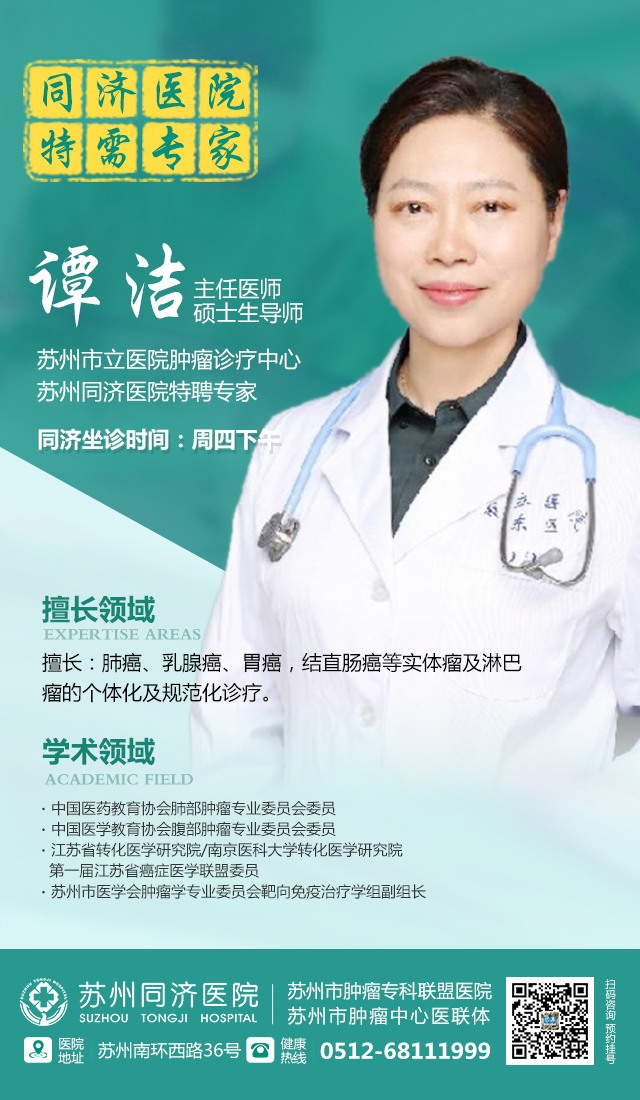 同济医院
特需专家
谭洁
主任医师
硕士生导师
苏州市立医院肿瘤诊疗中心
苏州同济医院特聘专家
同济坐诊时间：周四下午
擅长领域
EXPERTISE AREAS
擅长：肺癌、乳腺癌、胃癌，结直肠癌等实体瘤及淋巴
瘤的个体化及规范化诊疗。
学术领域
ACADEMIC FIELD
· 中国医药教育协会肺部肿瘤专业委员会委员
· 中国医学教育协会腹部肿瘤专业委员会委员
· 江苏省转化医学研究院/南京医科大学转化医学研究院
第一届江苏省癌症医学联盟委员
· 苏州市医学会肿瘤学专业委员会靶向免疫治疗学组副组长
SUZHOU TONGJI HOSPITAL
苏州同济医院
SUZHOU TONGJI HOSPITAL
苏州市肿瘤专科联盟医院
苏州市肿瘤中心医联体
医院
地址
苏州南环西路36号
健康
热线
0512-68111999
扫码咨询 预约挂号